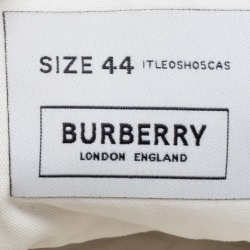 SIZE 44 ITLEOSHOSCAS
BURBERRY
LONDON ENGLAND